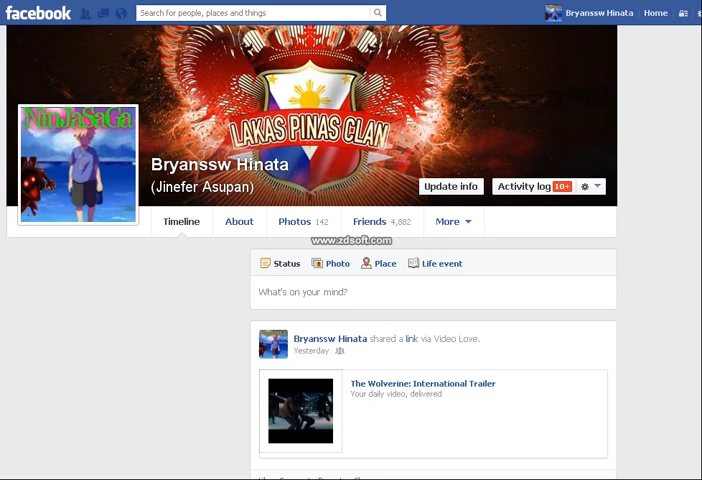 facebook
Search for people, places and things
Bryanssw Hinata
Home
LAKAS PINAS CLAN
NinJaSaGa
Bryanssw Hinata
(Jinefer Asupan)
Update info
Activity log 10+
Timeline
About
Photos 142
Friends 4,882
More
www.zdsoft.com
Status
Photo
Place
Life event
What's on your mind?
Bryanssw Hinata shared a link via Video Love.
Yesterday
The Wolverine: International Trailer
Your daily video, delivered